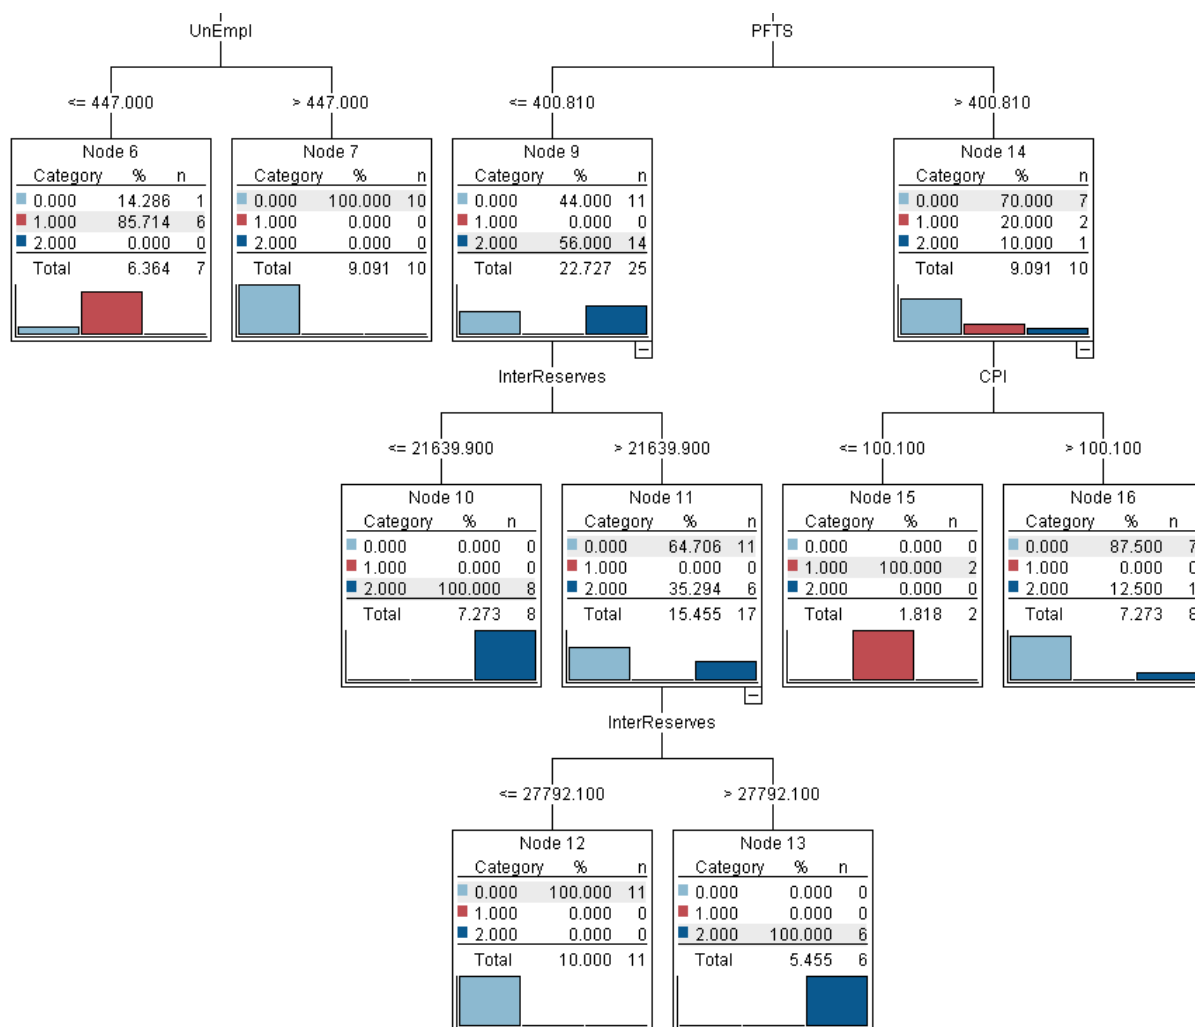 UnEmpl PFTS
<= 447.000 > 447.000 <= 400.810 > 400.810
Node 6
Category % n
0.000 14.286 1
1.000 85.714 6
2.000 0.000 0
Total 6.364 7
Node 7
Category % n
0.000 100.000 10
1.000 0.000 0
2.000 0.000 0
Total 9.091 10
Node 9
Category % n
0.000 44.000 11
1.000 0.000 0
2.000 56.000 14
Total 22.727 25
Node 14
Category % n
0.000 70.000 7
1.000 20.000 2
2.000 10.000 1
Total 9.091 10
InterReserves CPI
<= 21639.900 > 21639.900 <= 100.100 > 100.100
Node 10
Category % n
0.000 0.000 0
1.000 0.000 0
2.000 100.000 8
Total 7.273 8
Node 11
Category % n
0.000 64.706 11
1.000 0.000 0
2.000 35.294 6
Total 15.455 17
Node 15
Category % n
0.000 0.000 0
1.000 100.000 2
2.000 0.000 0
Total 1.818 2
Node 16
Category % n
0.000 87.500 7
1.000 0.000 0
2.000 12.500 1
Total 7.273 8
InterReserves
<= 27792.100 > 27792.100
Node 12
Category % n
0.000 100.000 11
1.000 0.000 0
2.000 0.000 0
Total 10.000 11
Node 13
Category % n
0.000 0.000 0
1.000 0.000 0
2.000 100.000 6
Total 5.455 6